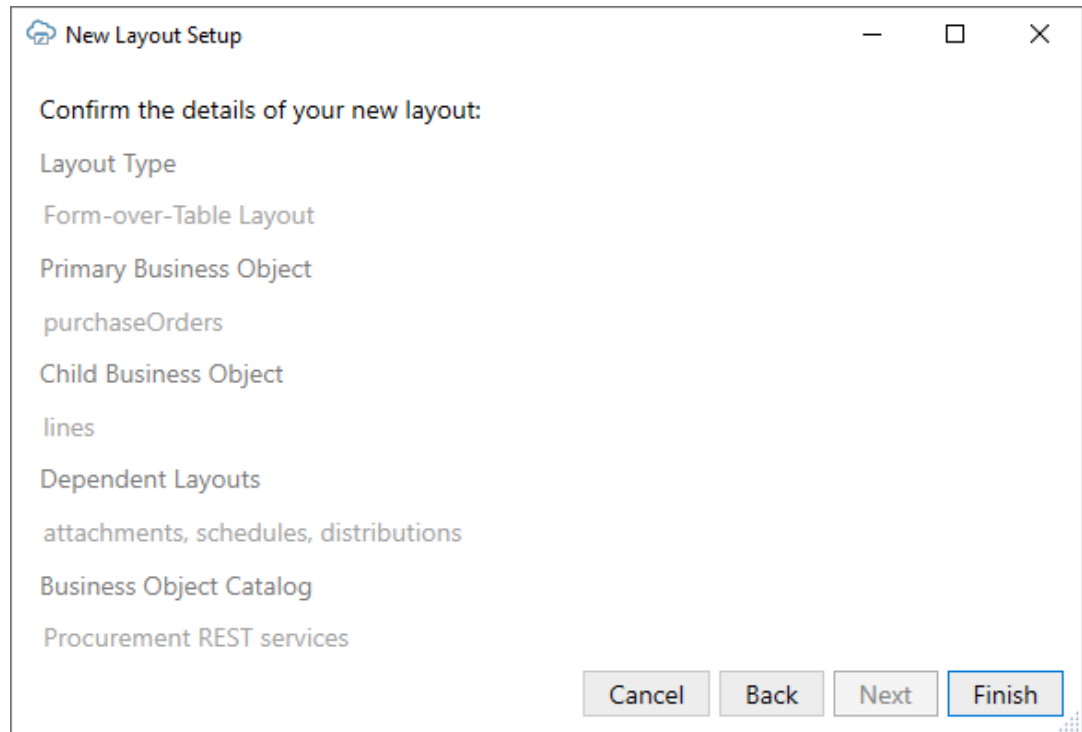 New Layout Setup
Confirm the details of your new layout:
Layout Type
Form-over-Table Layout
Primary Business Object
purchaseOrders
Child Business Object
lines
Dependent Layouts
attachments, schedules, distributions
Business Object Catalog
Procurement REST services
Cancel Back Next Finish